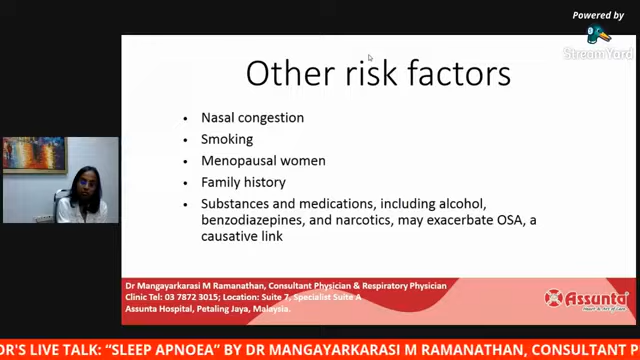 Powered by
StreamYard
Other risk factors
• Nasal congestion
• Smoking
• Menopausal women
• Family history
• Substances and medications, including alcohol,
benzodiazepines, and narcotics, may exacerbate OSA, a
causative link
Dr Mangayarkarasi M Ramanathan, Consultant Physician & Respiratory Physician
Clinic Tel: 03 7872 3015; Location: Suite 7, Specialist Suite A
Assunta Hospital, Petaling Jaya, Malaysia.
Assunta
OR'S LIVE TALK: “SLEEP APNOEA” BY DR MANGAYARKARASI M RAMANATHAN, CONSULTANT P